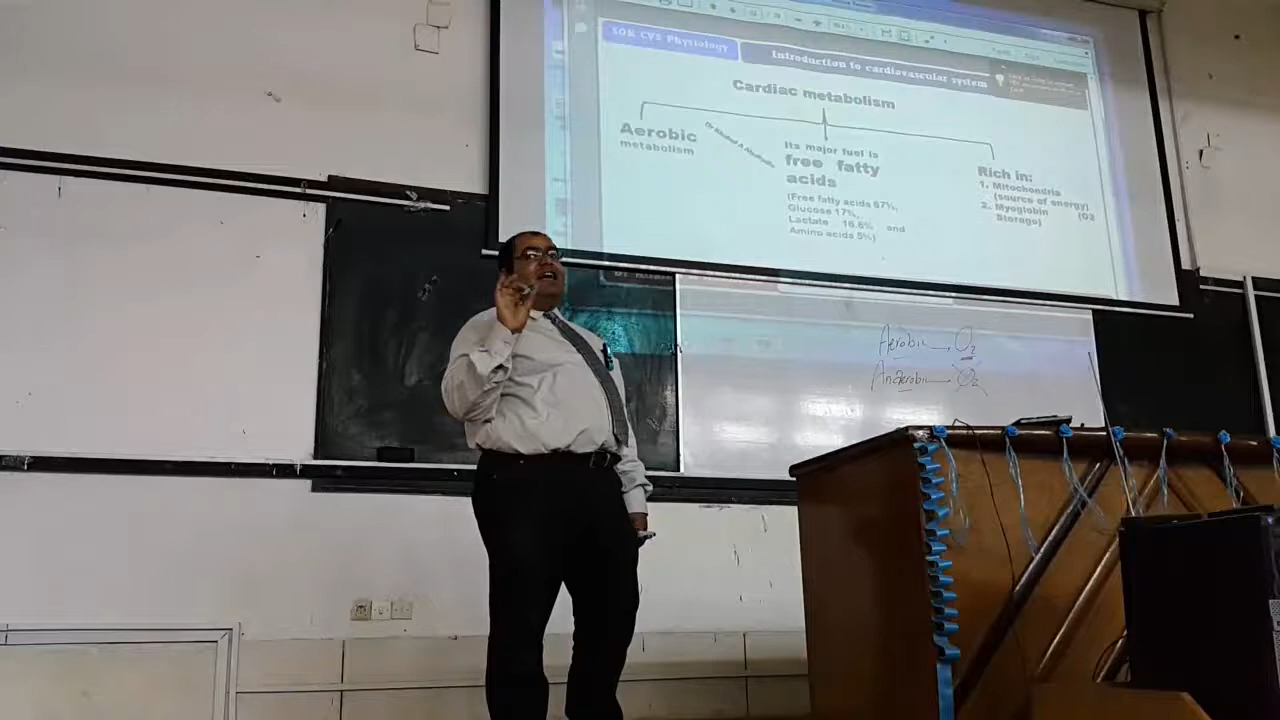 SOK CVS Physiology
Introduction to cardiovascular system
Cardiac metabolism
Aerobic
metabolism
Its major fuel is
free fatty
acids
(Free fatty acids 67%,
Glucose 17%,
Lactate 16.6% and
Amino acids 5%)
Rich in:
1. Mitochondria
(source of energy)
2. Myoglobin (O2
Storage)
Aerobic → O2
Anaerobic → O2